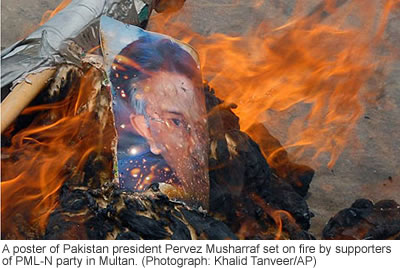 A poster of Pakistan president Pervez Musharraf set on fire by supporters
of PML-N party in Multan. (Photograph: Khalid Tanveer/AP)